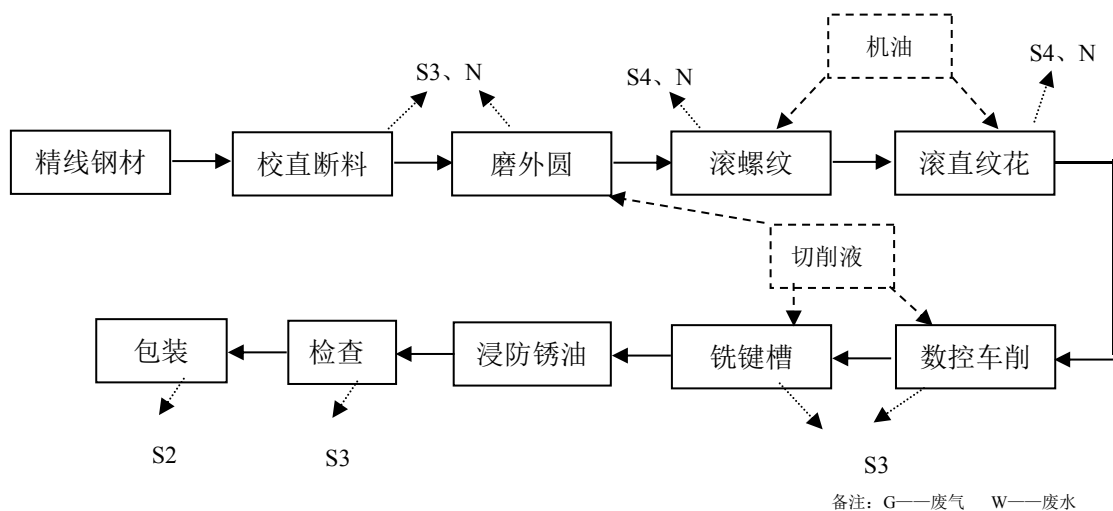 机油
S3、N
S4、N
S4、N
精线钢材
校直断料
磨外圆
滚螺纹
滚直纹花
切削液
包装
检查
浸防锈油
铣键槽
数控车削
S2
S3
S3
备注：G——废气 W——废水